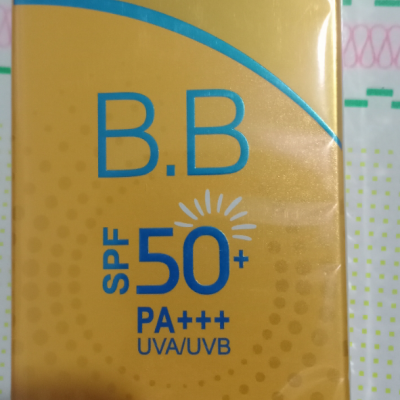 B.B
SPF 50+
PA+++
UVA/UVB